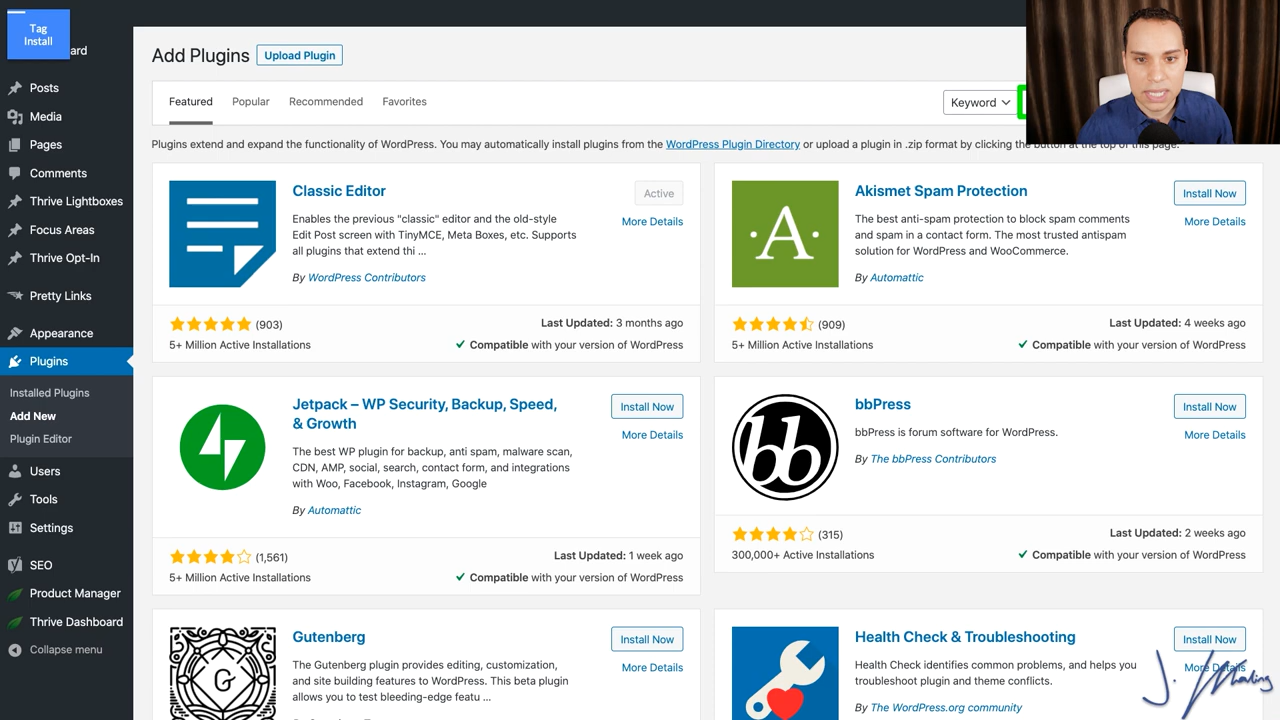 Tag
Install
ard
Posts
Media
Pages
Comments
Thrive Lightboxes
Focus Areas
Thrive Opt-In
Pretty Links
Appearance
Plugins
Installed Plugins
Add New
Plugin Editor
Users
Tools
Settings
SEO
Product Manager
Thrive Dashboard
Collapse menu
Add Plugins
Upload Plugin
Featured
Popular
Recommended
Favorites
Keyword
Plugins extend and expand the functionality of WordPress. You may automatically install plugins from the WordPress Plugin Directory or upload a plugin in .zip format by clicking the button at the top of this page.
Classic Editor
Active
More Details
Enables the previous "classic" editor and the old-style
Edit Post screen with TinyMCE, Meta Boxes, etc. Supports
all plugins that extend thi ...
By WordPress Contributors
(903)
Last Updated: 3 months ago
5+ Million Active Installations
Compatible with your version of WordPress
Akismet Spam Protection
Install Now
More Details
The best anti-spam protection to block spam comments
and spam in a contact form. The most trusted antispam
solution for WordPress and WooCommerce.
By Automattic
·A·
(909)
Last Updated: 4 weeks ago
5+ Million Active Installations
Compatible with your version of WordPress
Jetpack – WP Security, Backup, Speed,
& Growth
Install Now
More Details
The best WP plugin for backup, anti spam, malware scan,
CDN, AMP, social, search, contact form, and integrations
with Woo, Facebook, Instagram, Google
By Automattic
(1,561)
Last Updated: 1 week ago
5+ Million Active Installations
Compatible with your version of WordPress
bbPress
Install Now
More Details
bbPress is forum software for WordPress.
By The bbPress Contributors
bb
(315)
Last Updated: 2 weeks ago
300,000+ Active Installations
Compatible with your version of WordPress
Gutenberg
Install Now
More Details
The Gutenberg plugin provides editing, customization,
and site building features to WordPress. This beta plugin
allows you to test bleeding-edge featu ...
G
Health Check & Troubleshooting
Install Now
More Details
Health Check identifies common problems, and helps you
troubleshoot plugin and theme conflicts.
By The WordPress.org community